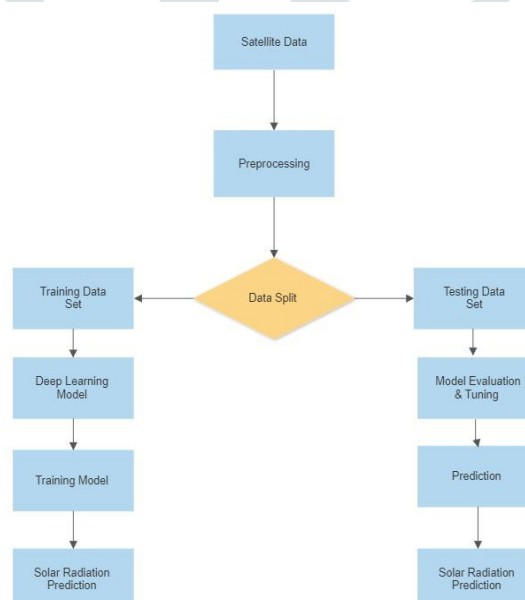 Satellite Data
Preprocessing
Data Split
Training Data
Set
Testing Data
Set
Deep Learning
Model
Model Evaluation
& Tuning
Training Model
Prediction
Solar Radiation
Prediction
Solar Radiation
Prediction